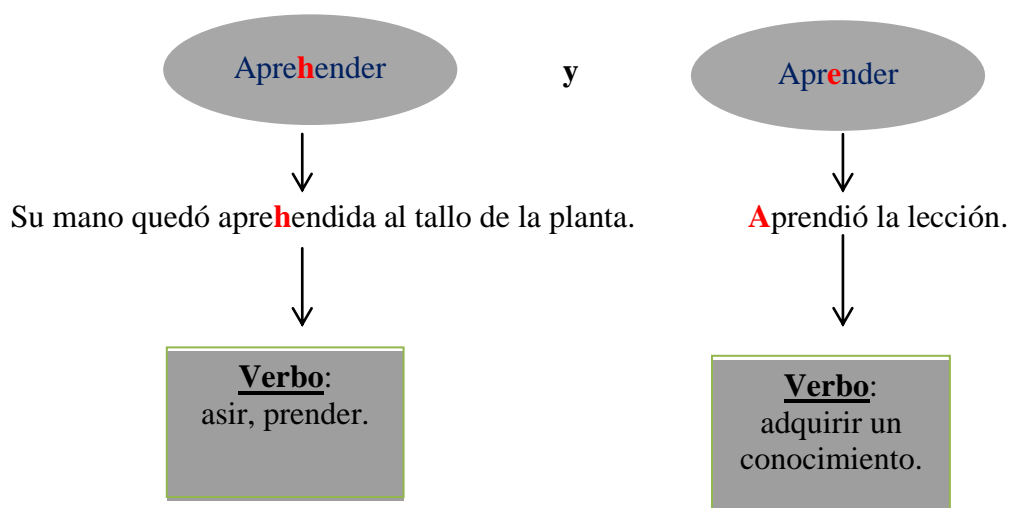 Aprehender y Aprender
Su mano quedó aprehendida al tallo de la planta. Aprendió la lección.
Verbo:
asir, prender.
Verbo:
adquirir un
conocimiento.